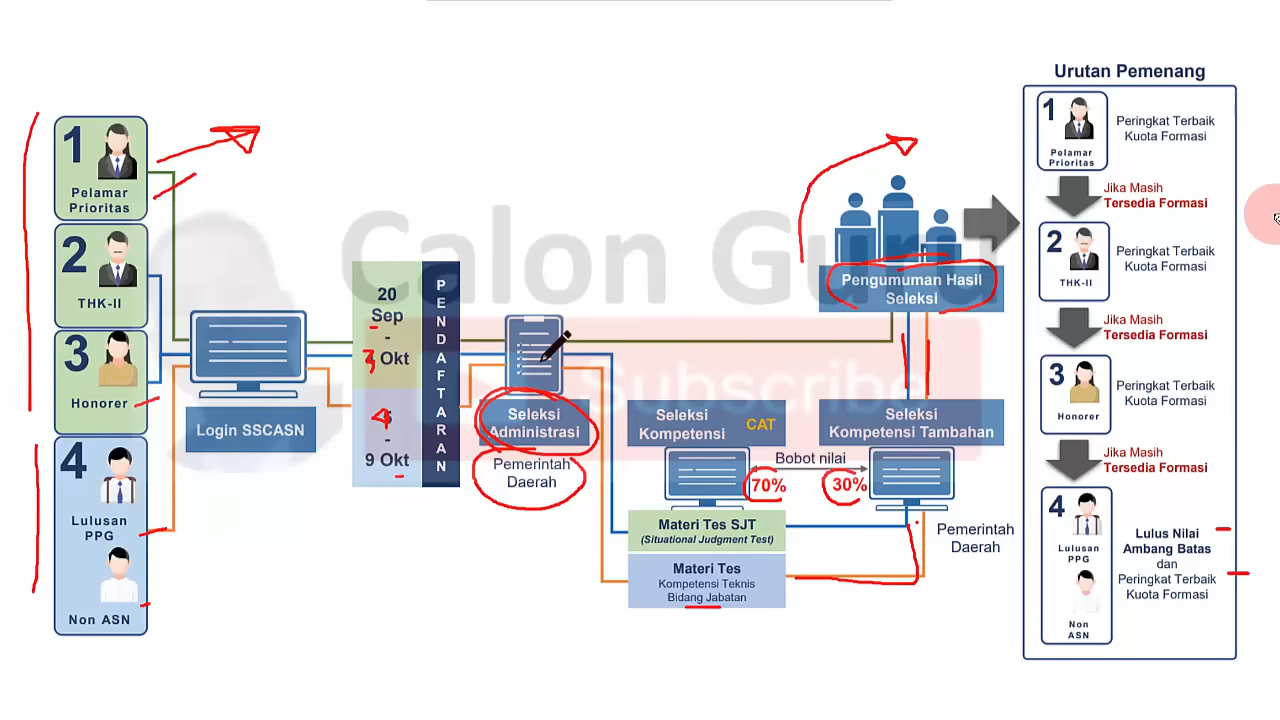 Urutan Pemenang
1
Pelamar
Prioritas
2
THK-II
3
Honorer
4
Lulusan
PPG
Non ASN
Login SSCASN
20
Sep
-
7 Okt
4
-
9 Okt
PENDAFTARAN
Seleksi
Administrasi
Pemerintah
Daerah
Seleksi
Kompetensi
CAT
Bobot nilai
70%
30%
Materi Tes SJT
(Situational Judgment Test)
Materi Tes
Kompetensi Teknis
Bidang Jabatan
Pengumuman Hasil
Seleksi
Seleksi
Kompetensi Tambahan
Pemerintah
Daerah
1
Pelamar
Prioritas
Peringkat Terbaik
Kuota Formasi
Jika Masih
Tersedia Formasi
2
THK-II
Peringkat Terbaik
Kuota Formasi
Jika Masih
Tersedia Formasi
3
Honorer
Peringkat Terbaik
Kuota Formasi
Jika Masih
Tersedia Formasi
4
Lulusan
PPG
Non
ASN
Lulus Nilai
Ambang Batas
dan
Peringkat Terbaik
Kuota Formasi
Calon Guru
Subscribe